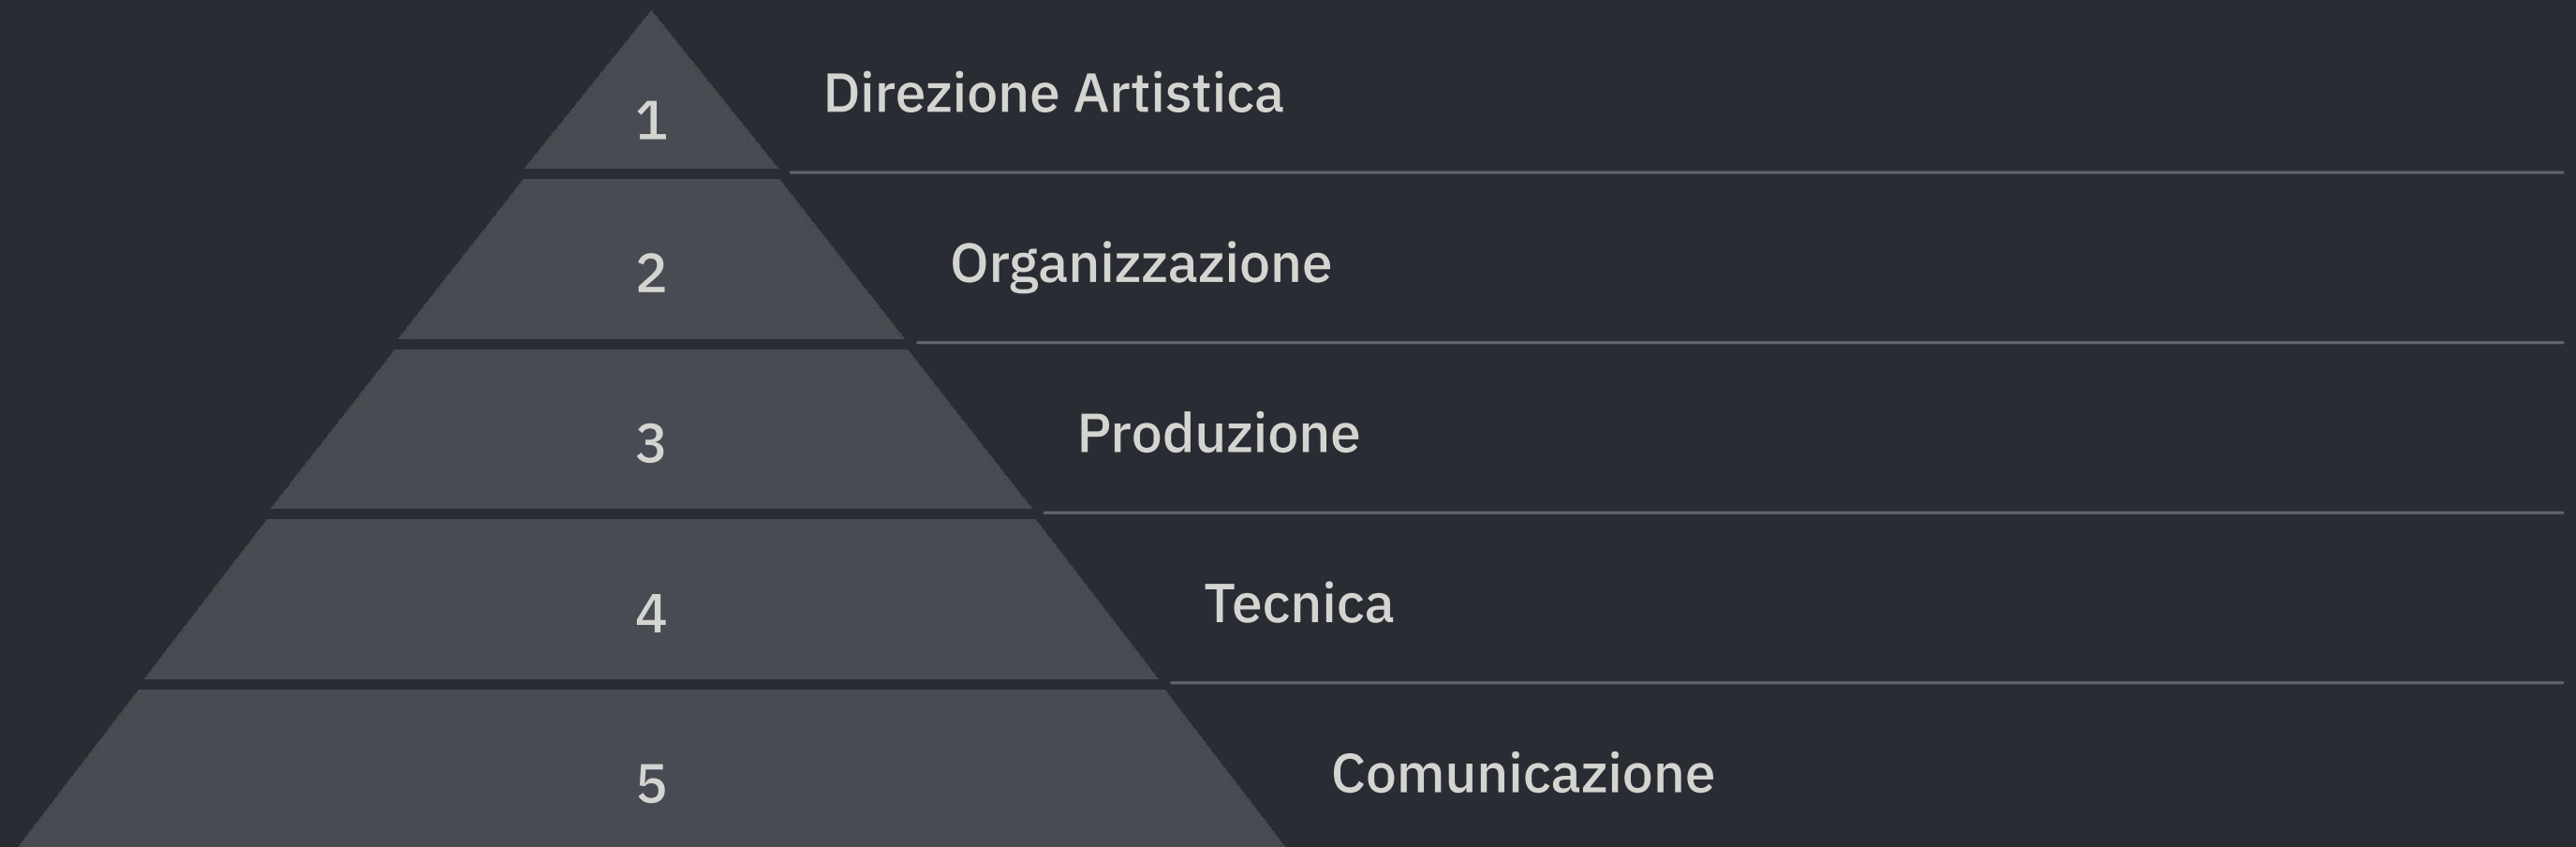 1
Direzione Artistica
2
Organizzazione
3
Produzione
4
Tecnica
5
Comunicazione